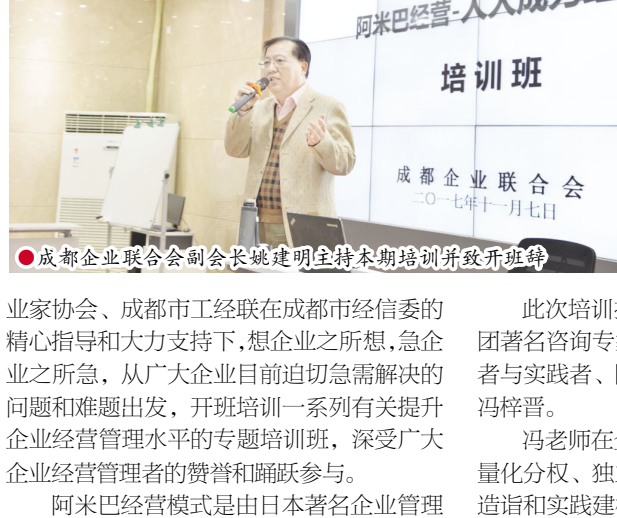 阿米巴经营-人人成为经
培训班
成都企业联合会
二〇一七年十一月七日
●成都企业联合会副会长姚建明主持本期培训并致开班辞
业家协会、成都市工经联在成都市经信委的
精心指导和大力支持下,想企业之所想,急企
业之所急，从广大企业目前迫切急需解决的
问题和难题出发，开班培训一系列有关提升
企业经营管理水平的专题培训班，深受广大
企业经营管理者的赞誉和踊跃参与。
阿米巴经营模式是由日本著名企业管理
此次培训
团著名咨询专
者与实践者、
冯梓晋。
冯老师在
量化分权、独
造诣和实践建